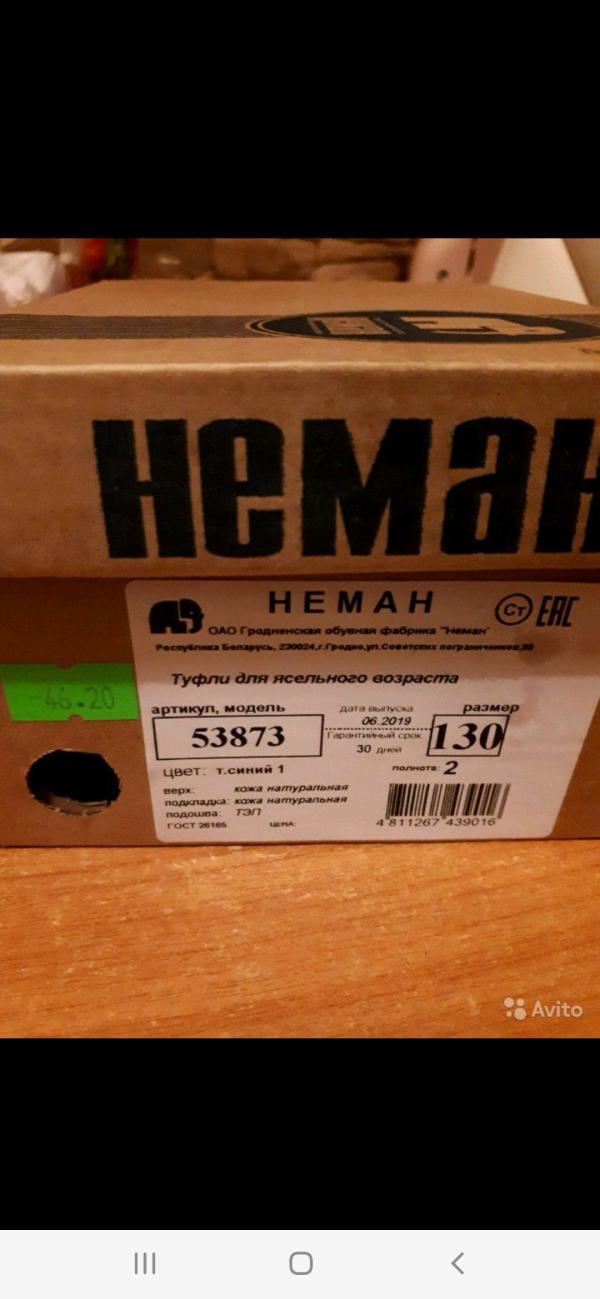 неман
НЕМАН
Ст ЕАС
ОАО Гродненская обувная фабрика "Неман"
Республика Беларусь, 230024,г.Гродно,ул.Советских пограничников,
Туфли для ясельного возраста
-46.20
артикул, модель
дата выпуска
размер
53873
06.2019
Гарантийный срок:
30 дней
130
цвет: т.синий 1
полнота: 2
верх: кожа натуральная
подкладка: кожа натуральная
подошва: ТЭП
ГОСТ 26165 ЦЕНА:
4 811267 439016
Avito